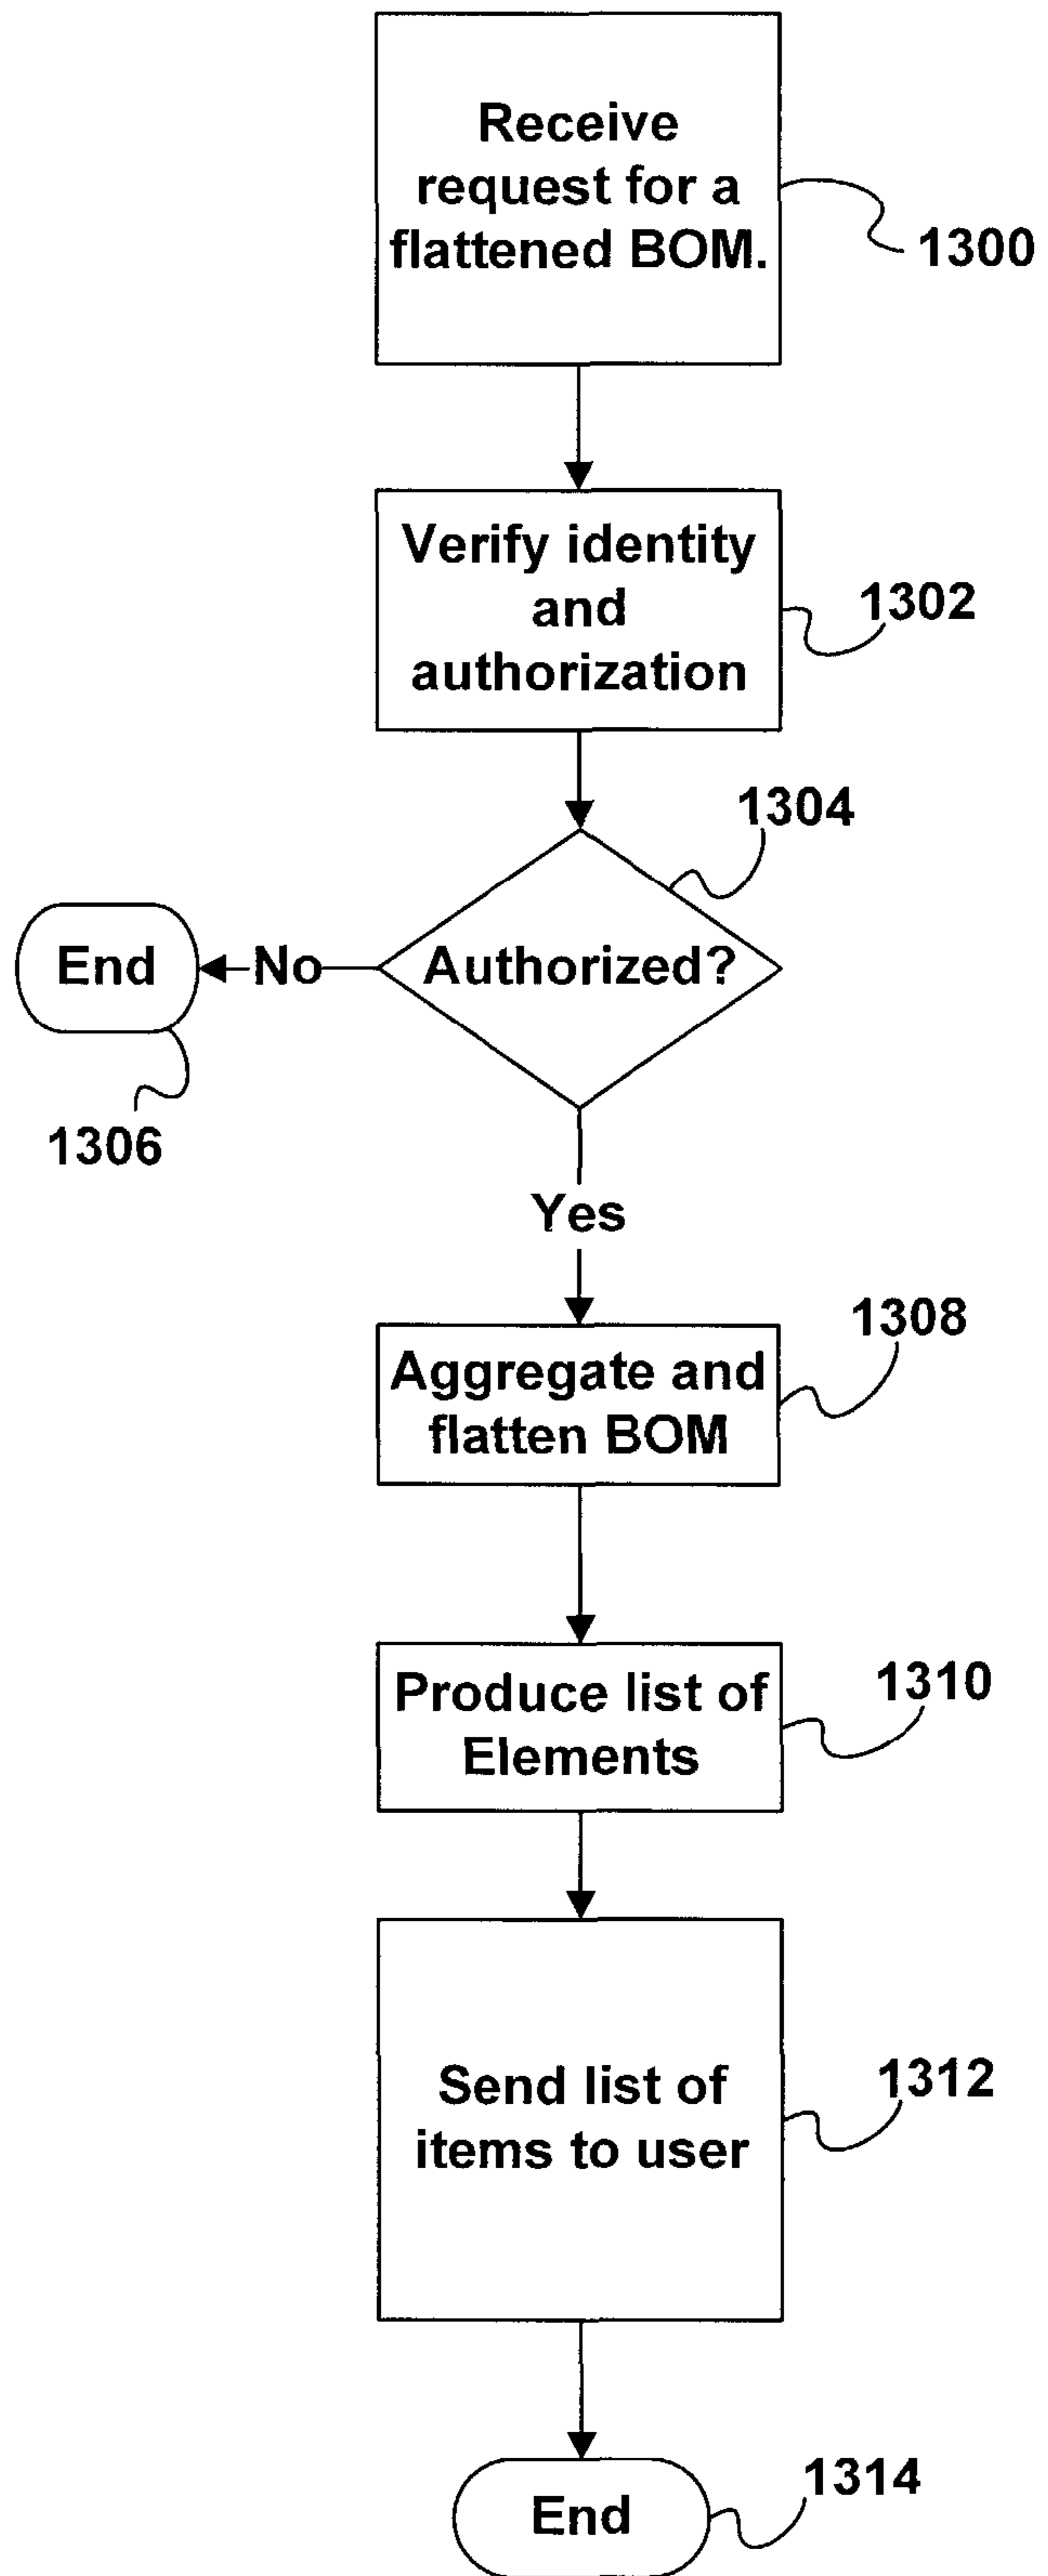 Receive
request for a
flattened BOM.
1300
Verify identity
and
authorization
1302
1304
Authorized?
No
End
1306
Yes
1308
Aggregate and
flatten BOM
1310
Produce list of
Elements
1312
Send list of
items to user
1314
End